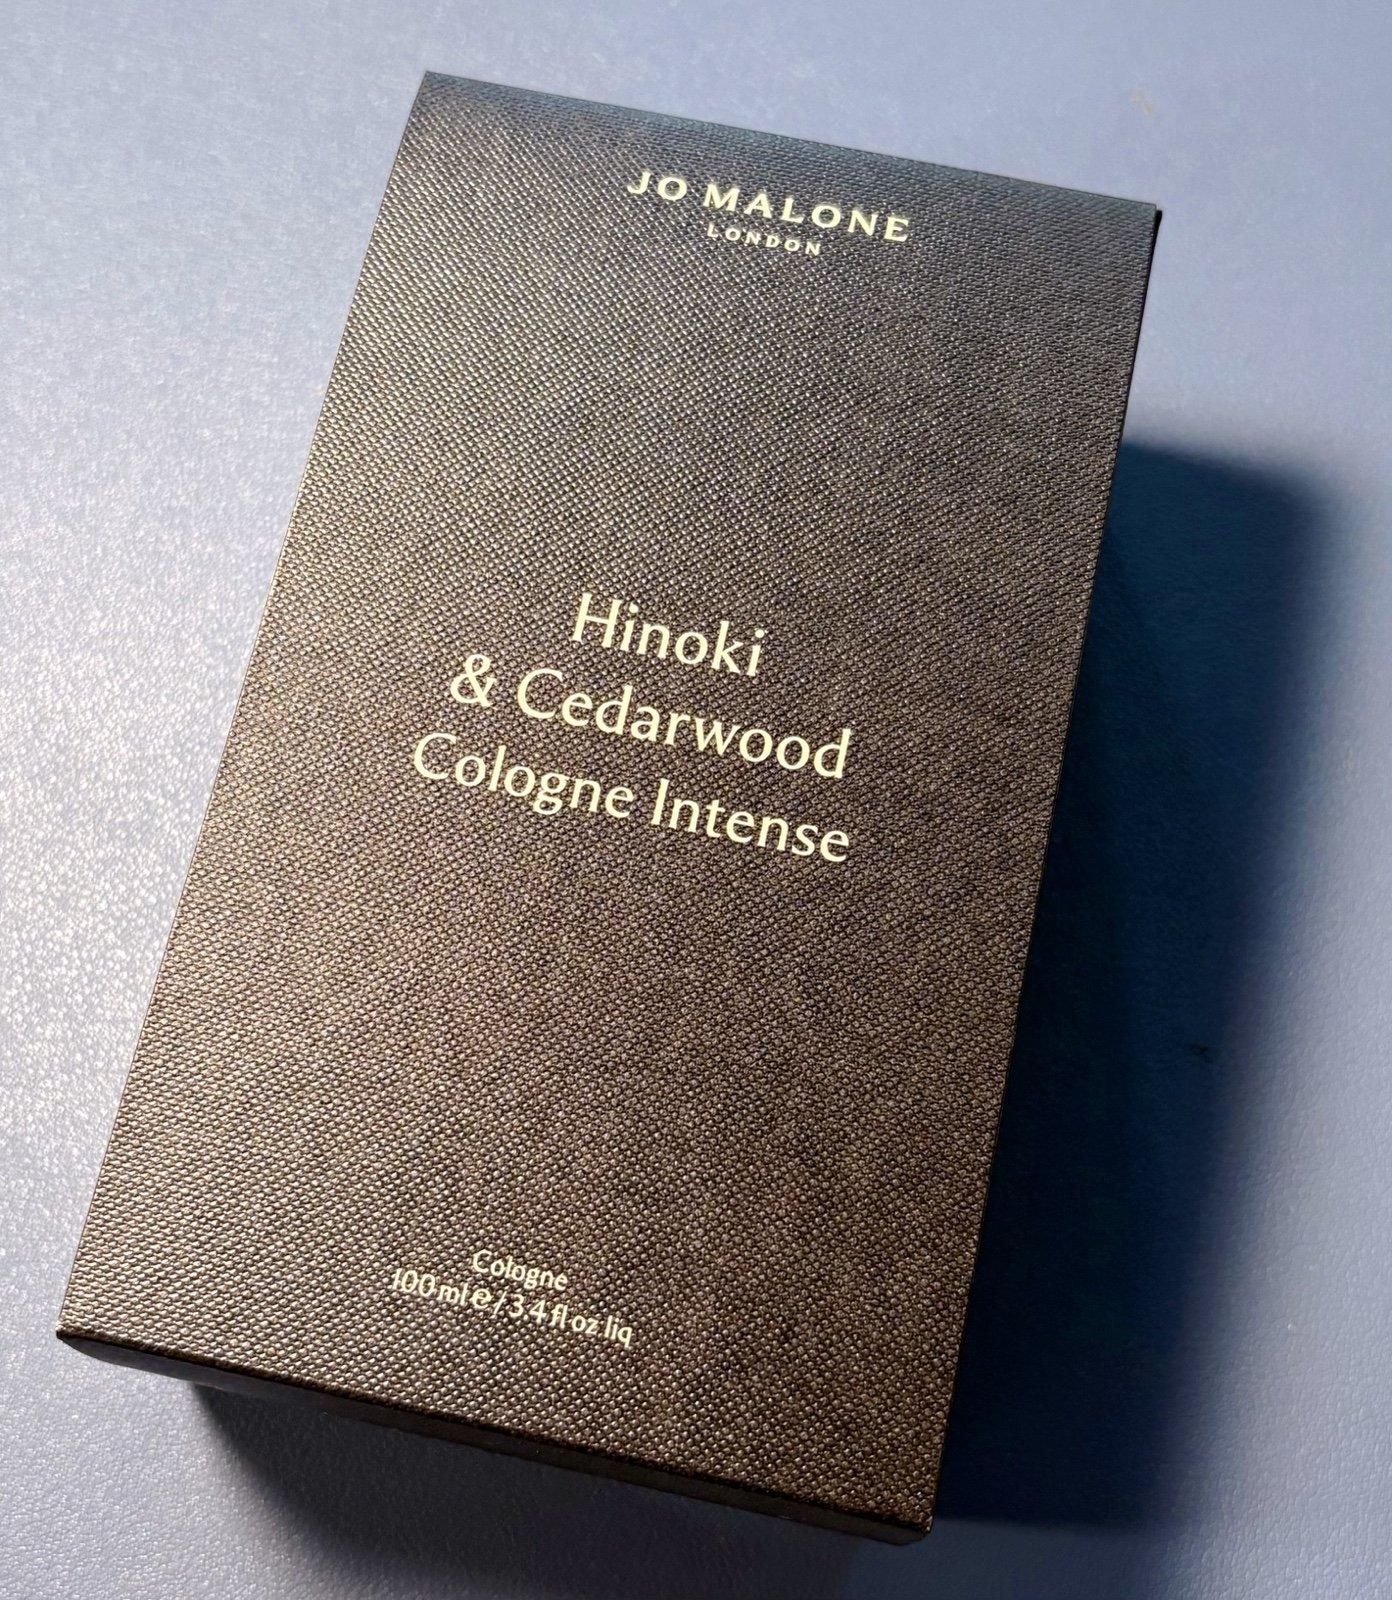 JO MALONE
LONDON
Hinoki
& Cedarwood
Cologne Intense
Cologne
100 ml ℮ / 3.4 fl oz liq